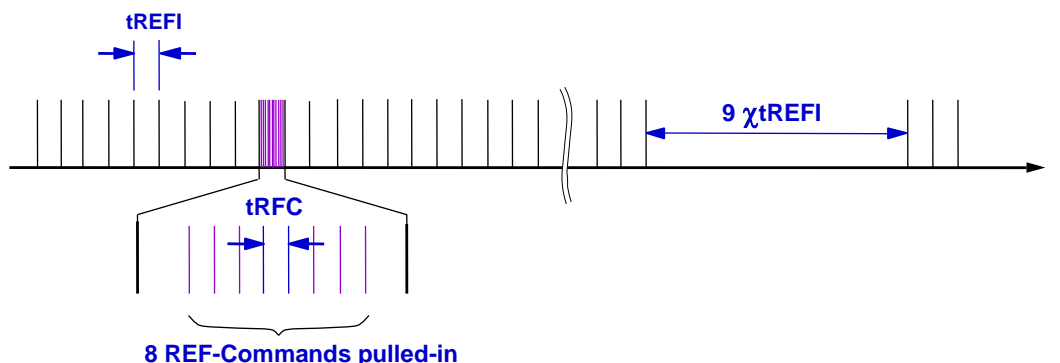 tREFI
9 χtREFI
tRFC
8 REF-Commands pulled-in